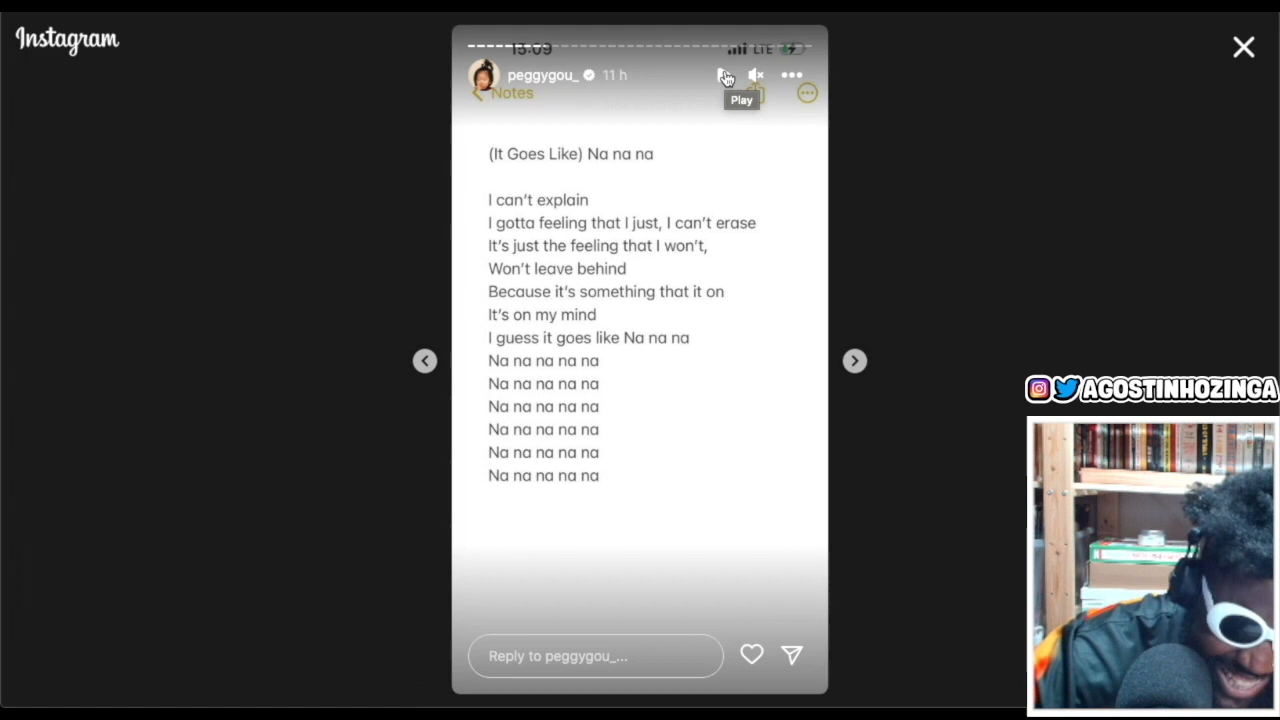 Instagram
15:09
LTE
peggygou_ 11 h
Notes
Play
(It Goes Like) Na na na
I can't explain
I gotta feeling that I just, I can't erase
It's just the feeling that I won't,
Won't leave behind
Because it's something that it on
It's on my mind
I guess it goes like Na na na
Na na na na na
Na na na na na
Na na na na na
Na na na na na
Na na na na na
Na na na na na
AGOSTINHOZINGA
Reply to peggygou_...